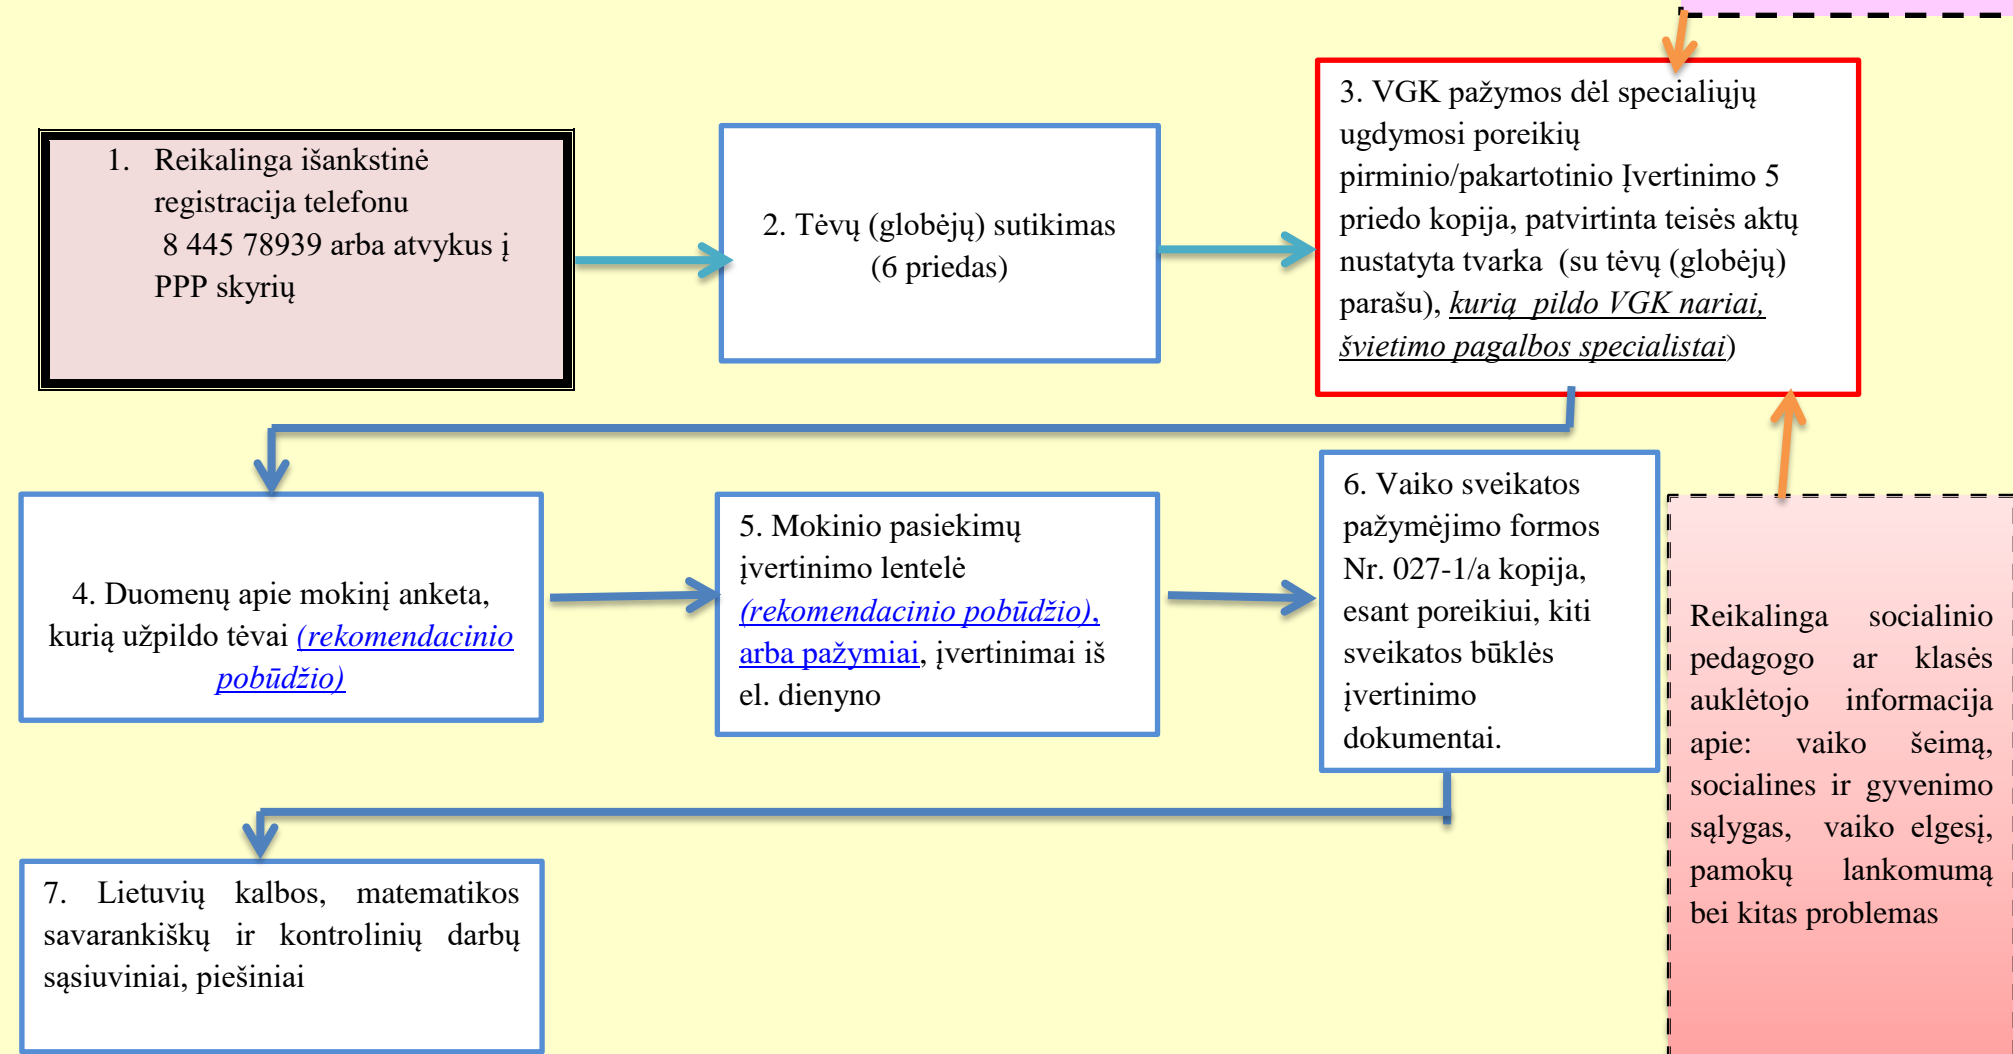 1. Reikalinga išankstinė
registracija telefonu
8 445 78939 arba atvykus į
PPP skyrių
2. Tėvų (globėjų) sutikimas
(6 priedas)
3. VGK pažymos dėl specialiųjų
ugdymosi poreikių
pirminio/pakartotinio Įvertinimo 5
priedo kopija, patvirtinta teisės aktų
nustatyta tvarka (su tėvų (globėjų)
parašu), kurią pildo VGK nariai,
švietimo pagalbos specialistai)
4. Duomenų apie mokinį anketa,
kurią užpildo tėvai (rekomendacinio
pobūdžio)
5. Mokinio pasiekimų
įvertinimo lentelė
(rekomendacinio pobūdžio),
arba pažymiai, įvertinimai iš
el. dienyno
6. Vaiko sveikatos
pažymėjimo formos
Nr. 027-1/a kopija,
esant poreikiui, kiti
sveikatos būklės
įvertinimo
dokumentai.
Reikalinga socialinio
pedagogo ar klasės
auklėtojo informacija
apie: vaiko šeimą,
socialines ir gyvenimo
sąlygas, vaiko elgesį,
pamokų lankomumą
bei kitas problemas
7. Lietuvių kalbos, matematikos
savarankiškų ir kontrolinių darbų
sąsiuviniai, piešiniai